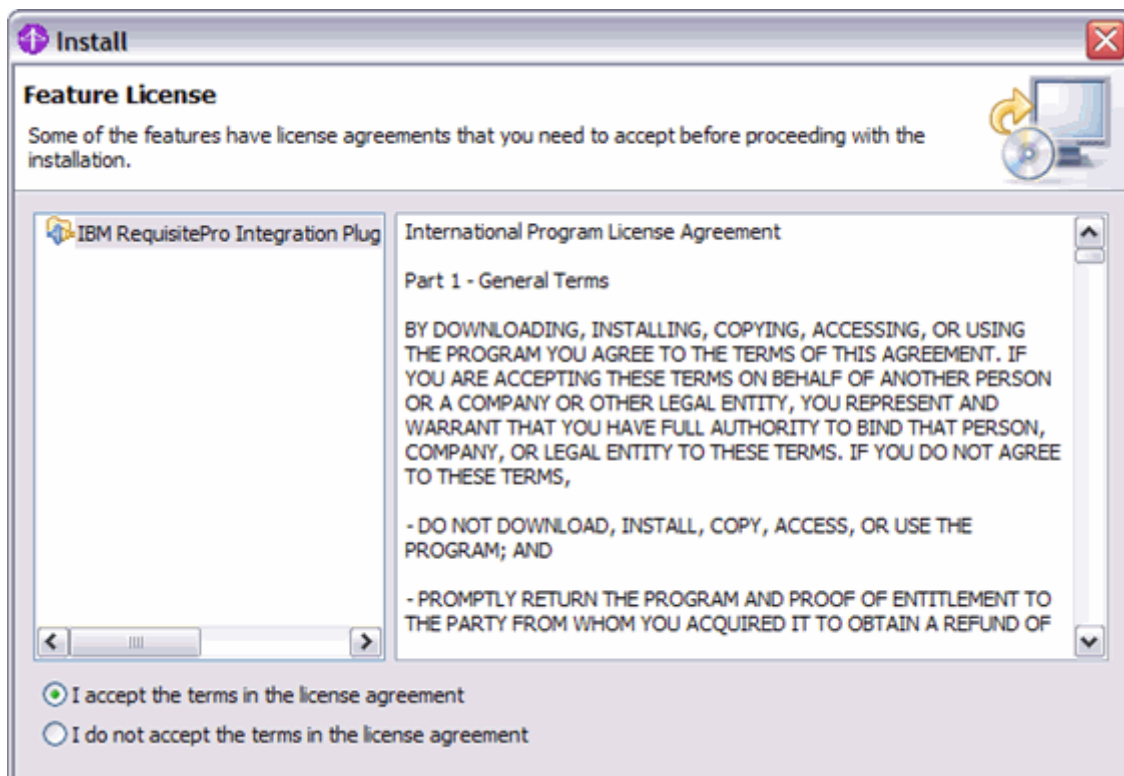 Install
Feature License
Some of the features have license agreements that you need to accept before proceeding with the
installation.
IBM RequisitePro Integration Plug
International Program License Agreement
Part 1 - General Terms
BY DOWNLOADING, INSTALLING, COPYING, ACCESSING, OR USING
THE PROGRAM YOU AGREE TO THE TERMS OF THIS AGREEMENT. IF
YOU ARE ACCEPTING THESE TERMS ON BEHALF OF ANOTHER PERSON
OR A COMPANY OR OTHER LEGAL ENTITY, YOU REPRESENT AND
WARRANT THAT YOU HAVE FULL AUTHORITY TO BIND THAT PERSON,
COMPANY, OR LEGAL ENTITY TO THESE TERMS. IF YOU DO NOT AGREE
TO THESE TERMS,
- DO NOT DOWNLOAD, INSTALL, COPY, ACCESS, OR USE THE
PROGRAM; AND
- PROMPTLY RETURN THE PROGRAM AND PROOF OF ENTITLEMENT TO
THE PARTY FROM WHOM YOU ACQUIRED IT TO OBTAIN A REFUND OF
I accept the terms in the license agreement
I do not accept the terms in the license agreement